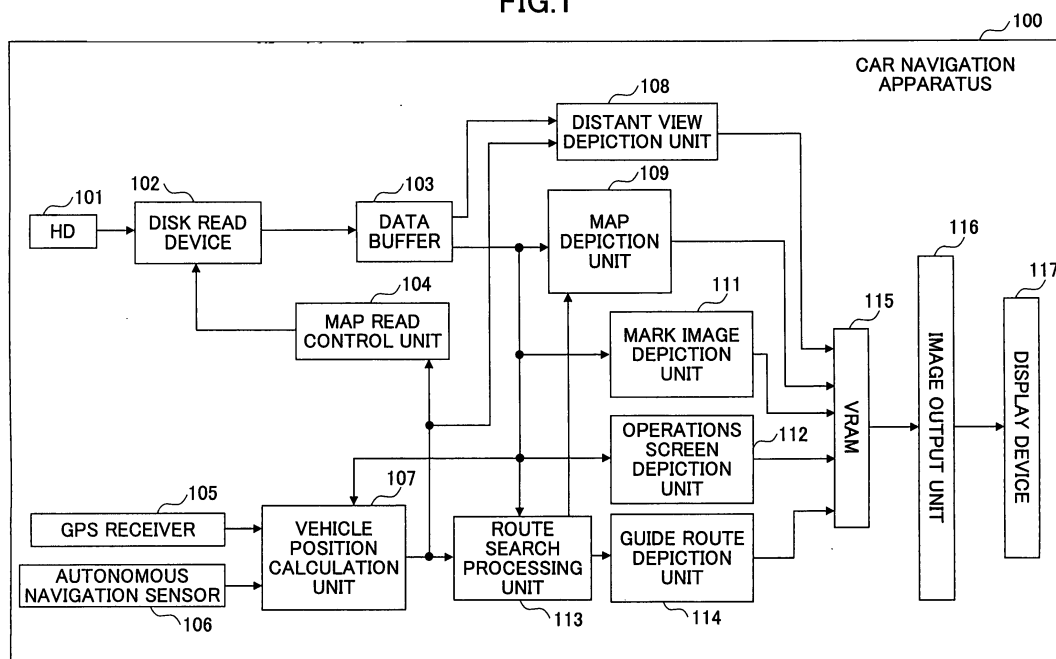 FIG.1
100
CAR NAVIGATION
APPARATUS
108
DISTANT VIEW
DEPICTION UNIT
101
HD
102
DISK READ
DEVICE
103
DATA
BUFFER
109
MAP
DEPICTION
UNIT
104
MAP READ
CONTROL UNIT
111
MARK IMAGE
DEPICTION
UNIT
115
VRAM
116
IMAGE OUTPUT UNIT
117
DISPLAY DEVICE
OPERATIONS
SCREEN
DEPICTION
UNIT
112
105
GPS RECEIVER
AUTONOMOUS
NAVIGATION SENSOR
106
107
VEHICLE
POSITION
CALCULATION
UNIT
ROUTE
SEARCH
PROCESSING
UNIT
113
GUIDE ROUTE
DEPICTION
UNIT
114